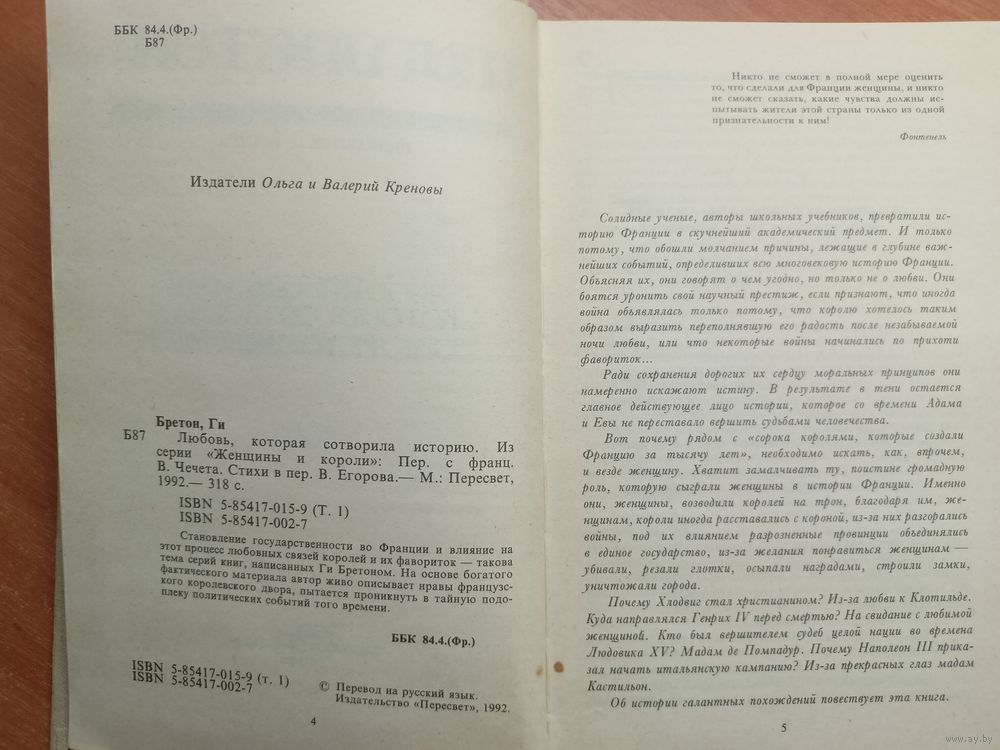 ББК 84.4.(Фр.)
Б87
Издатели Ольга и Валерий Креновы
Бретон, Ги
Б87
Любовь, которая сотворила историю. Из
серии «Женщины и короли»: Пер. с франц.
В. Чечета. Стихи в пер. В. Егорова.— М.: Пересвет,
1992.— 318 с.
ISBN 5-85417-015-9 (Т. 1)
ISBN 5-85417-002-7
Становление государственности во Франции и влияние на
этот процесс любовных связей королей и их фавориток — такова
тема серий книг, написанных Ги Бретоном. На основе богатого
фактического материала автор живо описывает нравы французс-
кого королевского двора, пытается проникнуть в тайную подо-
плеку политических событий того времени.
ББК 84.4.(Фр.)
ISBN 5-85417-015-9 (т. 1)
ISBN 5-85417-002-7
© Перевод на русский язык.
Издательство «Пересвет», 1992.
4
Никто не сможет в полной мере оценить
то, что сделали для Франции женщины, и никто
не сможет сказать, какие чувства должны ис-
пытывать жители этой страны только из одной
признательности к ним!
Фонтенель
Солидные ученые, авторы школьных учебников, превратили ис-
торию Франции в скучнейший академический предмет. И только
потому, что обошли молчанием причины, лежащие в глубине важ-
нейших событий, определивших всю многовековую историю Франции.
Объясняя их, они говорят о чем угодно, но только не о любви. Они
боятся уронить свой научный престиж, если признают, что иногда
война объявлялась только потому, что королю хотелось таким
образом выразить переполнявшую его радость после незабываемой
ночи любви, или что некоторые войны начинались по прихоти
фавориток...
Ради сохранения дорогих их сердцу моральных принципов они
намеренно искажают истину. В результате в тени остается
главное действующее лицо истории, которое со времени Адама
и Евы не переставало вершить судьбами человечества.
Вот почему рядом с «сорока королями, которые создали
Францию за тысячу лет», необходимо искать, как, впрочем,
и везде женщину. Хватит замалчивать ту, поистине громадную
роль, которую сыграли женщины в истории Франции. Именно
они, женщины, возводили королей на трон, благодаря им, же-
нщинам, короли иногда расставались с короной, из-за них разгорались
войны, под их влиянием разрозненные провинции объединялись
в единое государство, из-за желания понравиться женщинам —
убивали, резали глотки, осыпали наградами, строили замки,
уничтожали города.
Почему Хлодвиг стал христианином? Из-за любви к Клотильде.
Куда направлялся Генрих IV перед смертью? На свидание с любимой
женщиной. Кто был вершителем судеб целой нации во времена
Людовика XV? Мадам де Помпадур. Почему Наполеон III прика-
зал начать итальянскую кампанию? Из-за прекрасных глаз мадам
Кастильон.
Об истории галантных похождений повествует эта книга.
5
www.ay.by